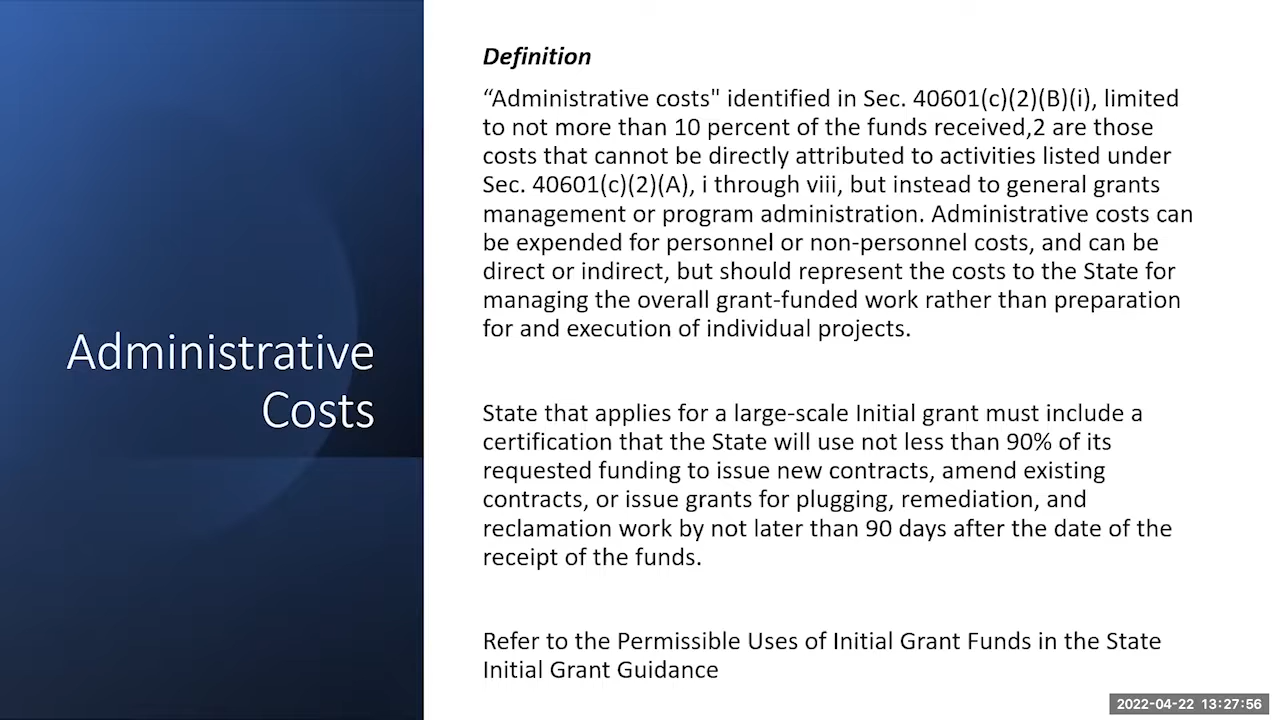 Administrative
Costs
Definition
“Administrative costs" identified in Sec. 40601(c)(2)(B)(i), limited
to not more than 10 percent of the funds received,2 are those
costs that cannot be directly attributed to activities listed under
Sec. 40601(c)(2)(A), i through viii, but instead to general grants
management or program administration. Administrative costs can
be expended for personnel or non-personnel costs, and can be
direct or indirect, but should represent the costs to the State for
managing the overall grant-funded work rather than preparation
for and execution of individual projects.
State that applies for a large-scale Initial grant must include a
certification that the State will use not less than 90% of its
requested funding to issue new contracts, amend existing
contracts, or issue grants for plugging, remediation, and
reclamation work by not later than 90 days after the date of the
receipt of the funds.
Refer to the Permissible Uses of Initial Grant Funds in the State
Initial Grant Guidance
2022-04-22 13:27:56